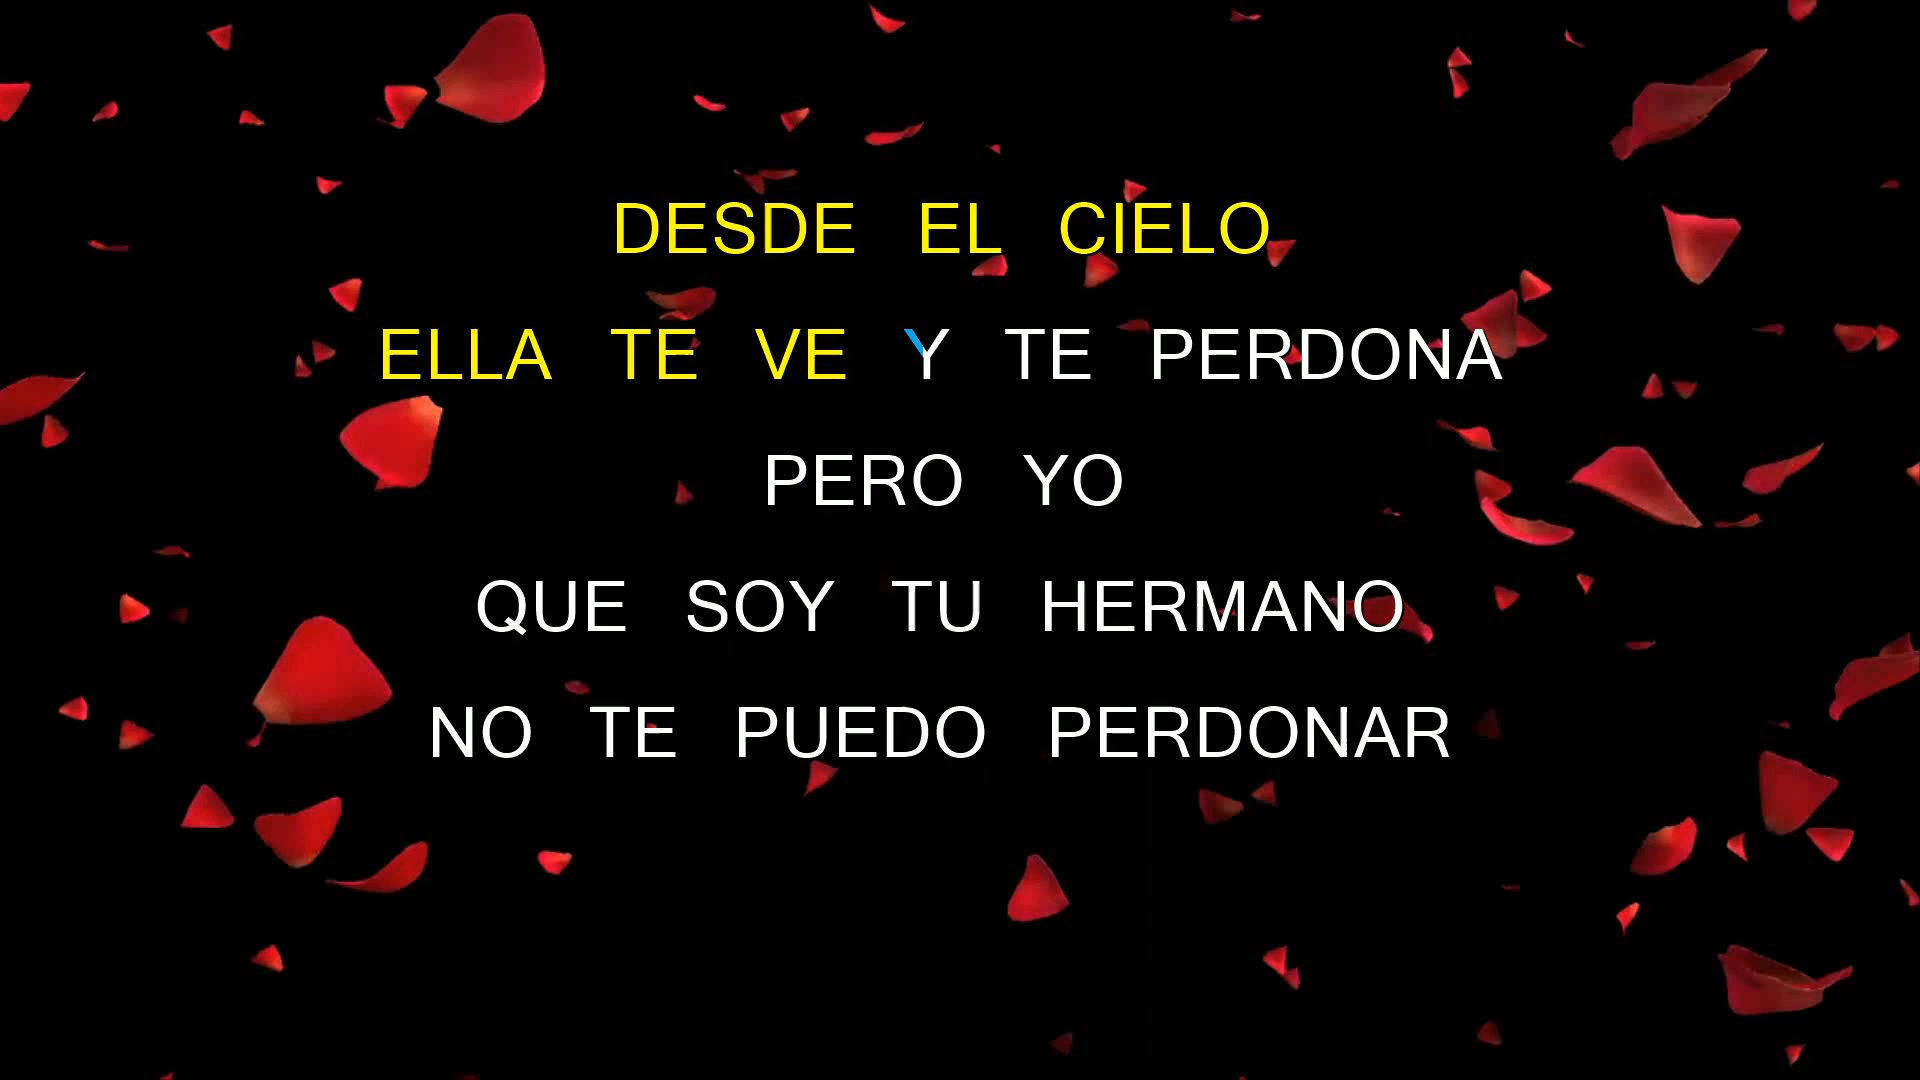 DESDE EL CIELO
ELLA TE VE Y TE PERDONA
PERO YO
QUE SOY TU HERMANO
NO TE PUEDO PERDONAR